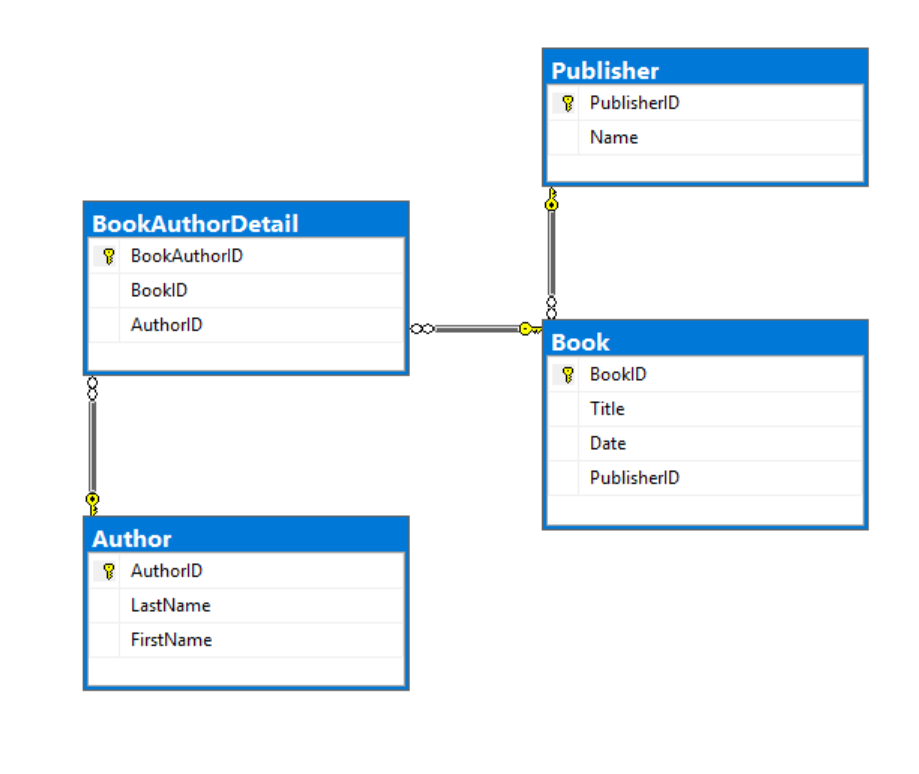 Publisher
PublisherID
Name
BookAuthorDetail
BookAuthorID
BookID
AuthorID
Book
BookID
Title
Date
PublisherID
Author
AuthorID
LastName
FirstName